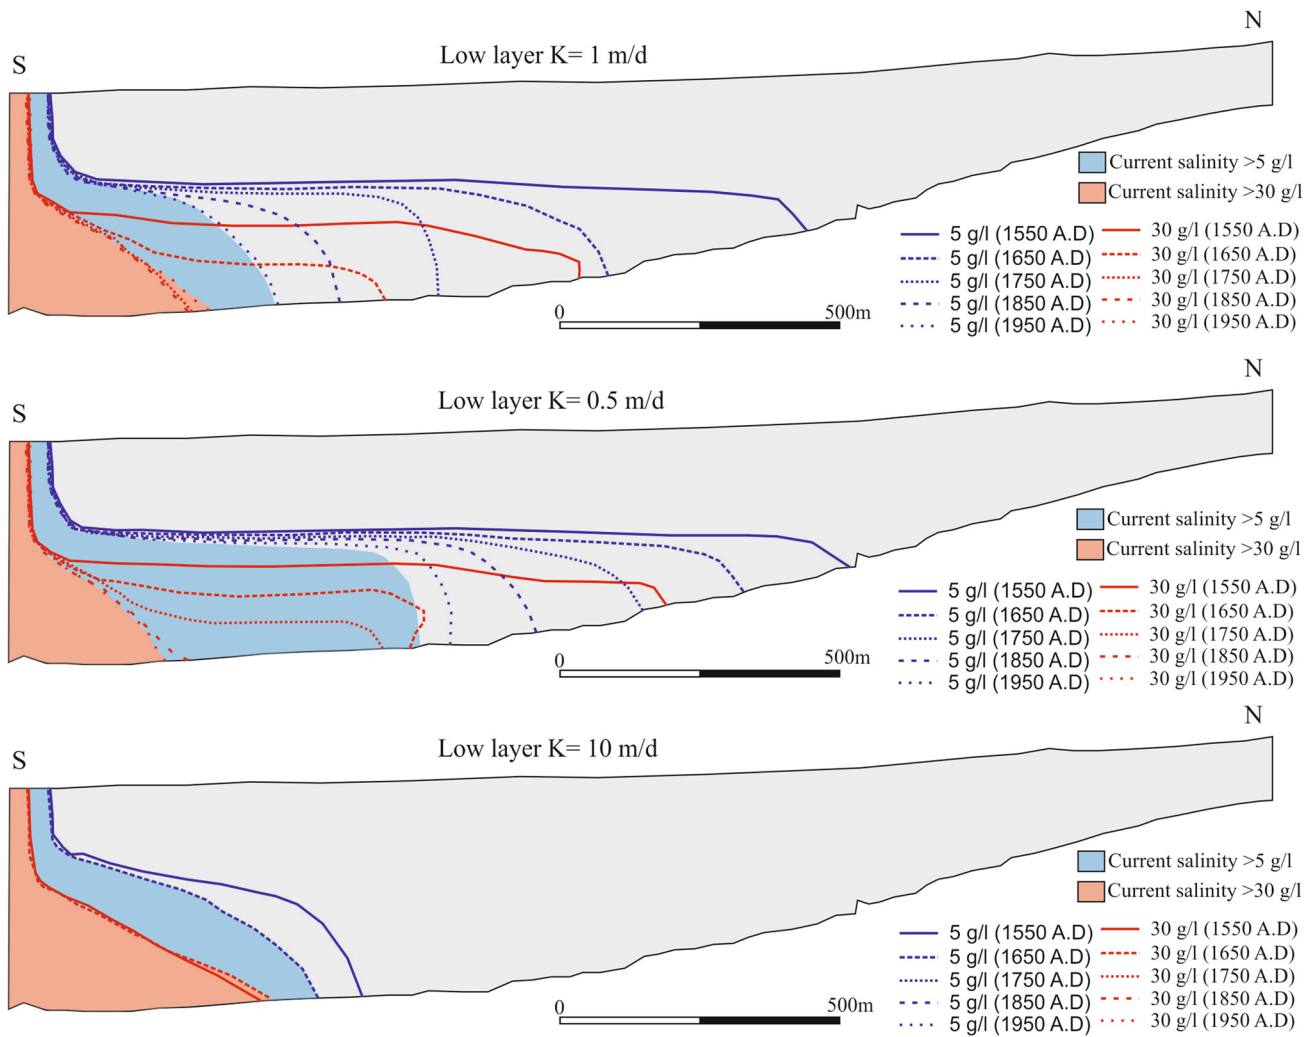 N
Low layer K= 1 m/d
S
Current salinity >5 g/l
Current salinity >30 g/l
5 g/l (1550 A.D) 30 g/l (1550 A.D)
5 g/l (1650 A.D) 30 g/l (1650 A.D)
5 g/l (1750 A.D) 30 g/l (1750 A.D)
5 g/l (1850 A.D) 30 g/l (1850 A.D)
5 g/l (1950 A.D) 30 g/l (1950 A.D)
0 500m
N
Low layer K= 0.5 m/d
S
Current salinity >5 g/l
Current salinity >30 g/l
5 g/l (1550 A.D) 30 g/l (1550 A.D)
5 g/l (1650 A.D) 30 g/l (1650 A.D)
5 g/l (1750 A.D) 30 g/l (1750 A.D)
5 g/l (1850 A.D) 30 g/l (1850 A.D)
5 g/l (1950 A.D) 30 g/l (1950 A.D)
0 500m
N
Low layer K= 10 m/d
S
Current salinity >5 g/l
Current salinity >30 g/l
5 g/l (1550 A.D) 30 g/l (1550 A.D)
5 g/l (1650 A.D) 30 g/l (1650 A.D)
5 g/l (1750 A.D) 30 g/l (1750 A.D)
5 g/l (1850 A.D) 30 g/l (1850 A.D)
5 g/l (1950 A.D) 30 g/l (1950 A.D)
0 500m